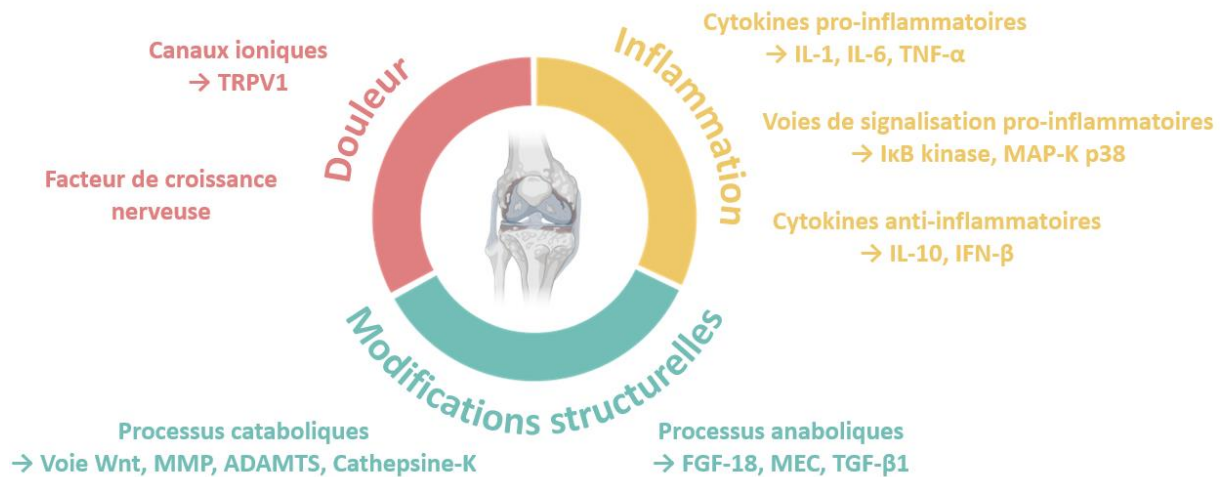 Douleur
Canaux ioniques
→ TRPV1
Facteur de croissance
nerveuse
Inflammation
Cytokines pro-inflammatoires
→ IL-1, IL-6, TNF-α
Voies de signalisation pro-inflammatoires
→ IκB kinase, MAP-K p38
Cytokines anti-inflammatoires
→ IL-10, IFN-β
Modifications structurelles
Processus cataboliques
→ Voie Wnt, MMP, ADAMTS, Cathepsine-K
Processus anaboliques
→ FGF-18, MEC, TGF-β1